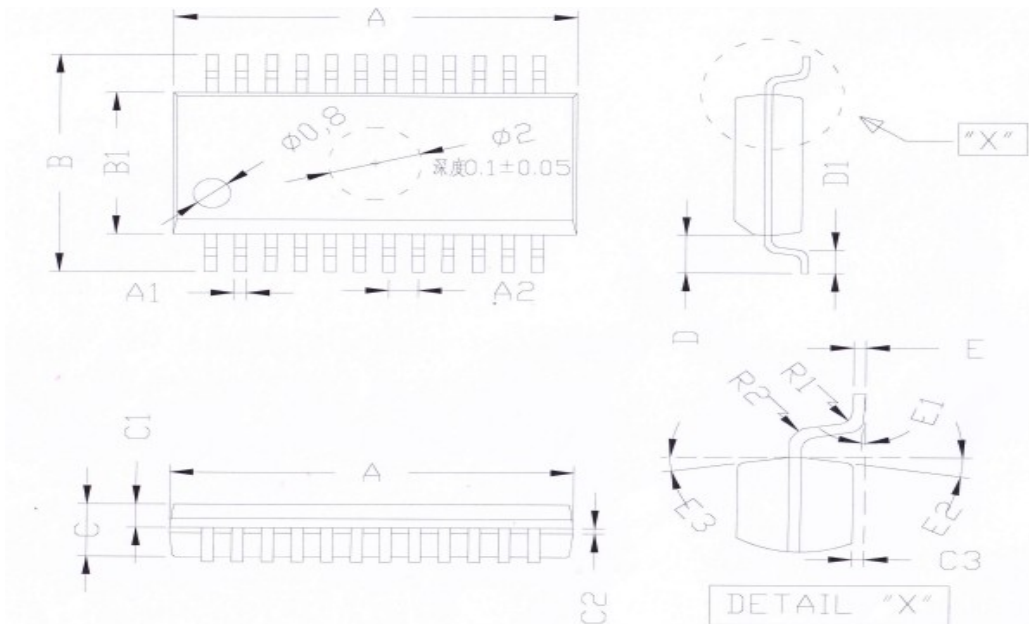 A
B
B1
Φ0.8
Φ2
深度0.1±0.05
A1
A2
"X"
D1
D
E
R1
R2
E1
E2
E3
C3
DETAIL "X"
C1
A
C
C2